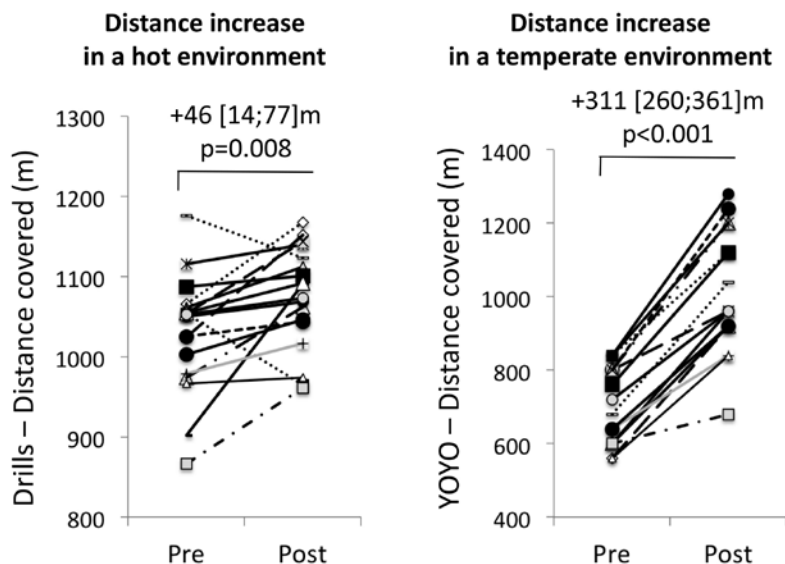 Distance increase
in a hot environment
+46 [14;77]m
p=0.008
Drills – Distance covered (m)
1300
1200
1100
1000
900
800
Pre
Post
Distance increase
in a temperate environment
+311 [260;361]m
p<0.001
YOYO – Distance covered (m)
1400
1200
1000
800
600
400
Pre
Post